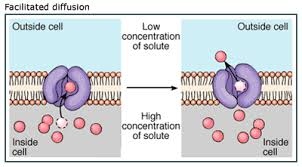 Facilitated diffusion
Outside cell
Low
concentration
of solute
Outside cell
High
concentration
of solute
Inside
cell
Inside
cell